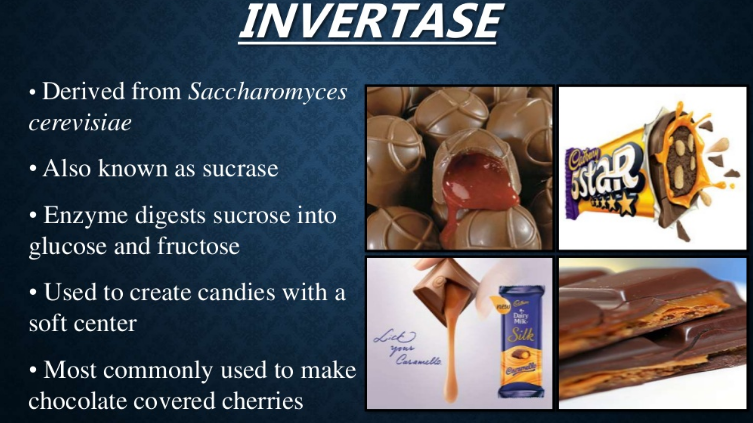 INVERTASE
• Derived from Saccharomyces
cerevisiae
• Also known as sucrase
• Enzyme digests sucrose into
glucose and fructose
• Used to create candies with a
soft center
• Most commonly used to make
chocolate covered cherries
Cadbury
5STAR
Lick
your
Caramello
Cadbury
Dairy
Milk
Silk
Caramello